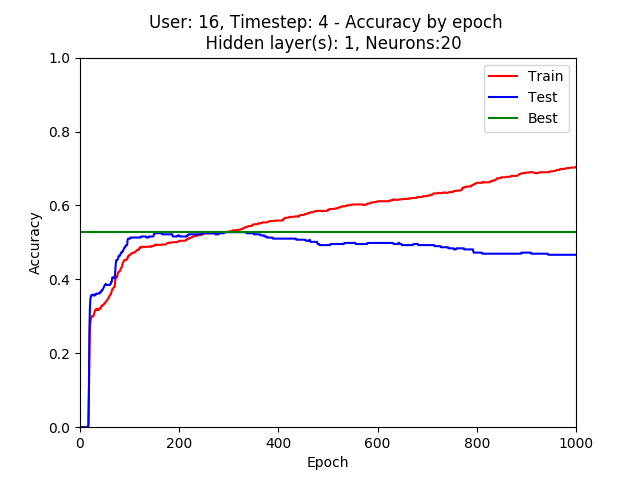 User: 16, Timestep: 4 - Accuracy by epoch
Hidden layer(s): 1, Neurons:20
1.0
0.8
0.6
0.4
0.2
0.0
Accuracy
Train
Test
Best
0
200
400
600
800
1000
Epoch